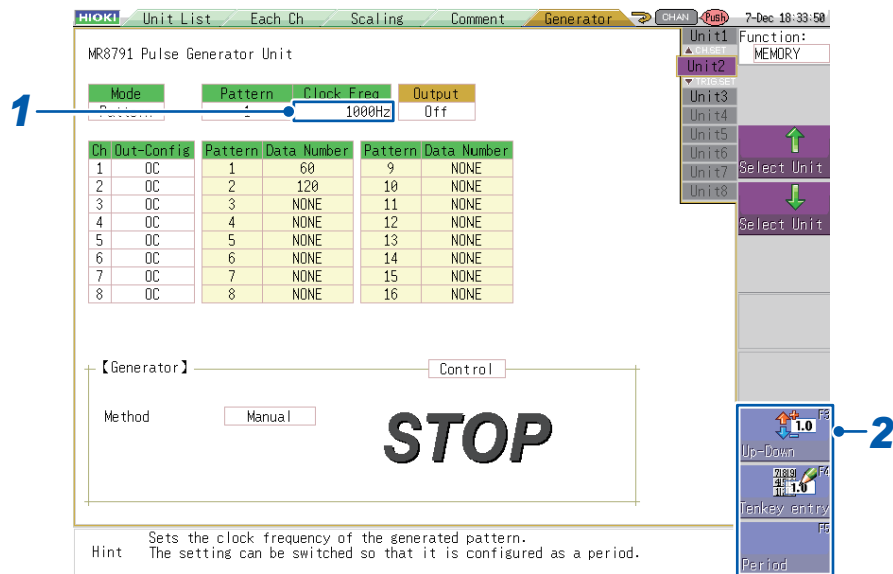 HIOKI Unit List Each Ch Scaling Comment Generator CHAN Push 7-Dec 18:33:50
MR8791 Pulse Generator Unit
Mode Pattern Clock Freq Output
Pattern 1 1000Hz Off
1
Ch Out-Config Pattern Data Number Pattern Data Number
1 OC 1 60 9 NONE
2 OC 2 120 10 NONE
3 OC 3 NONE 11 NONE
4 OC 4 NONE 12 NONE
5 OC 5 NONE 13 NONE
6 OC 6 NONE 14 NONE
7 OC 7 NONE 15 NONE
8 OC 8 NONE 16 NONE
【Generator】 Control
Method Manual
STOP
Hint Sets the clock frequency of the generated pattern.
The setting can be switched so that it is configured as a period.
Unit1
▲CH.SET
Unit2
▼TRIG.SET
Unit3
Unit4
Unit5
Unit6
Unit7
Unit8
Function:
MEMORY
Select Unit
Select Unit
F3
1.0
Up-Down
F4
1.0
Tenkey entry
F5
Period
2